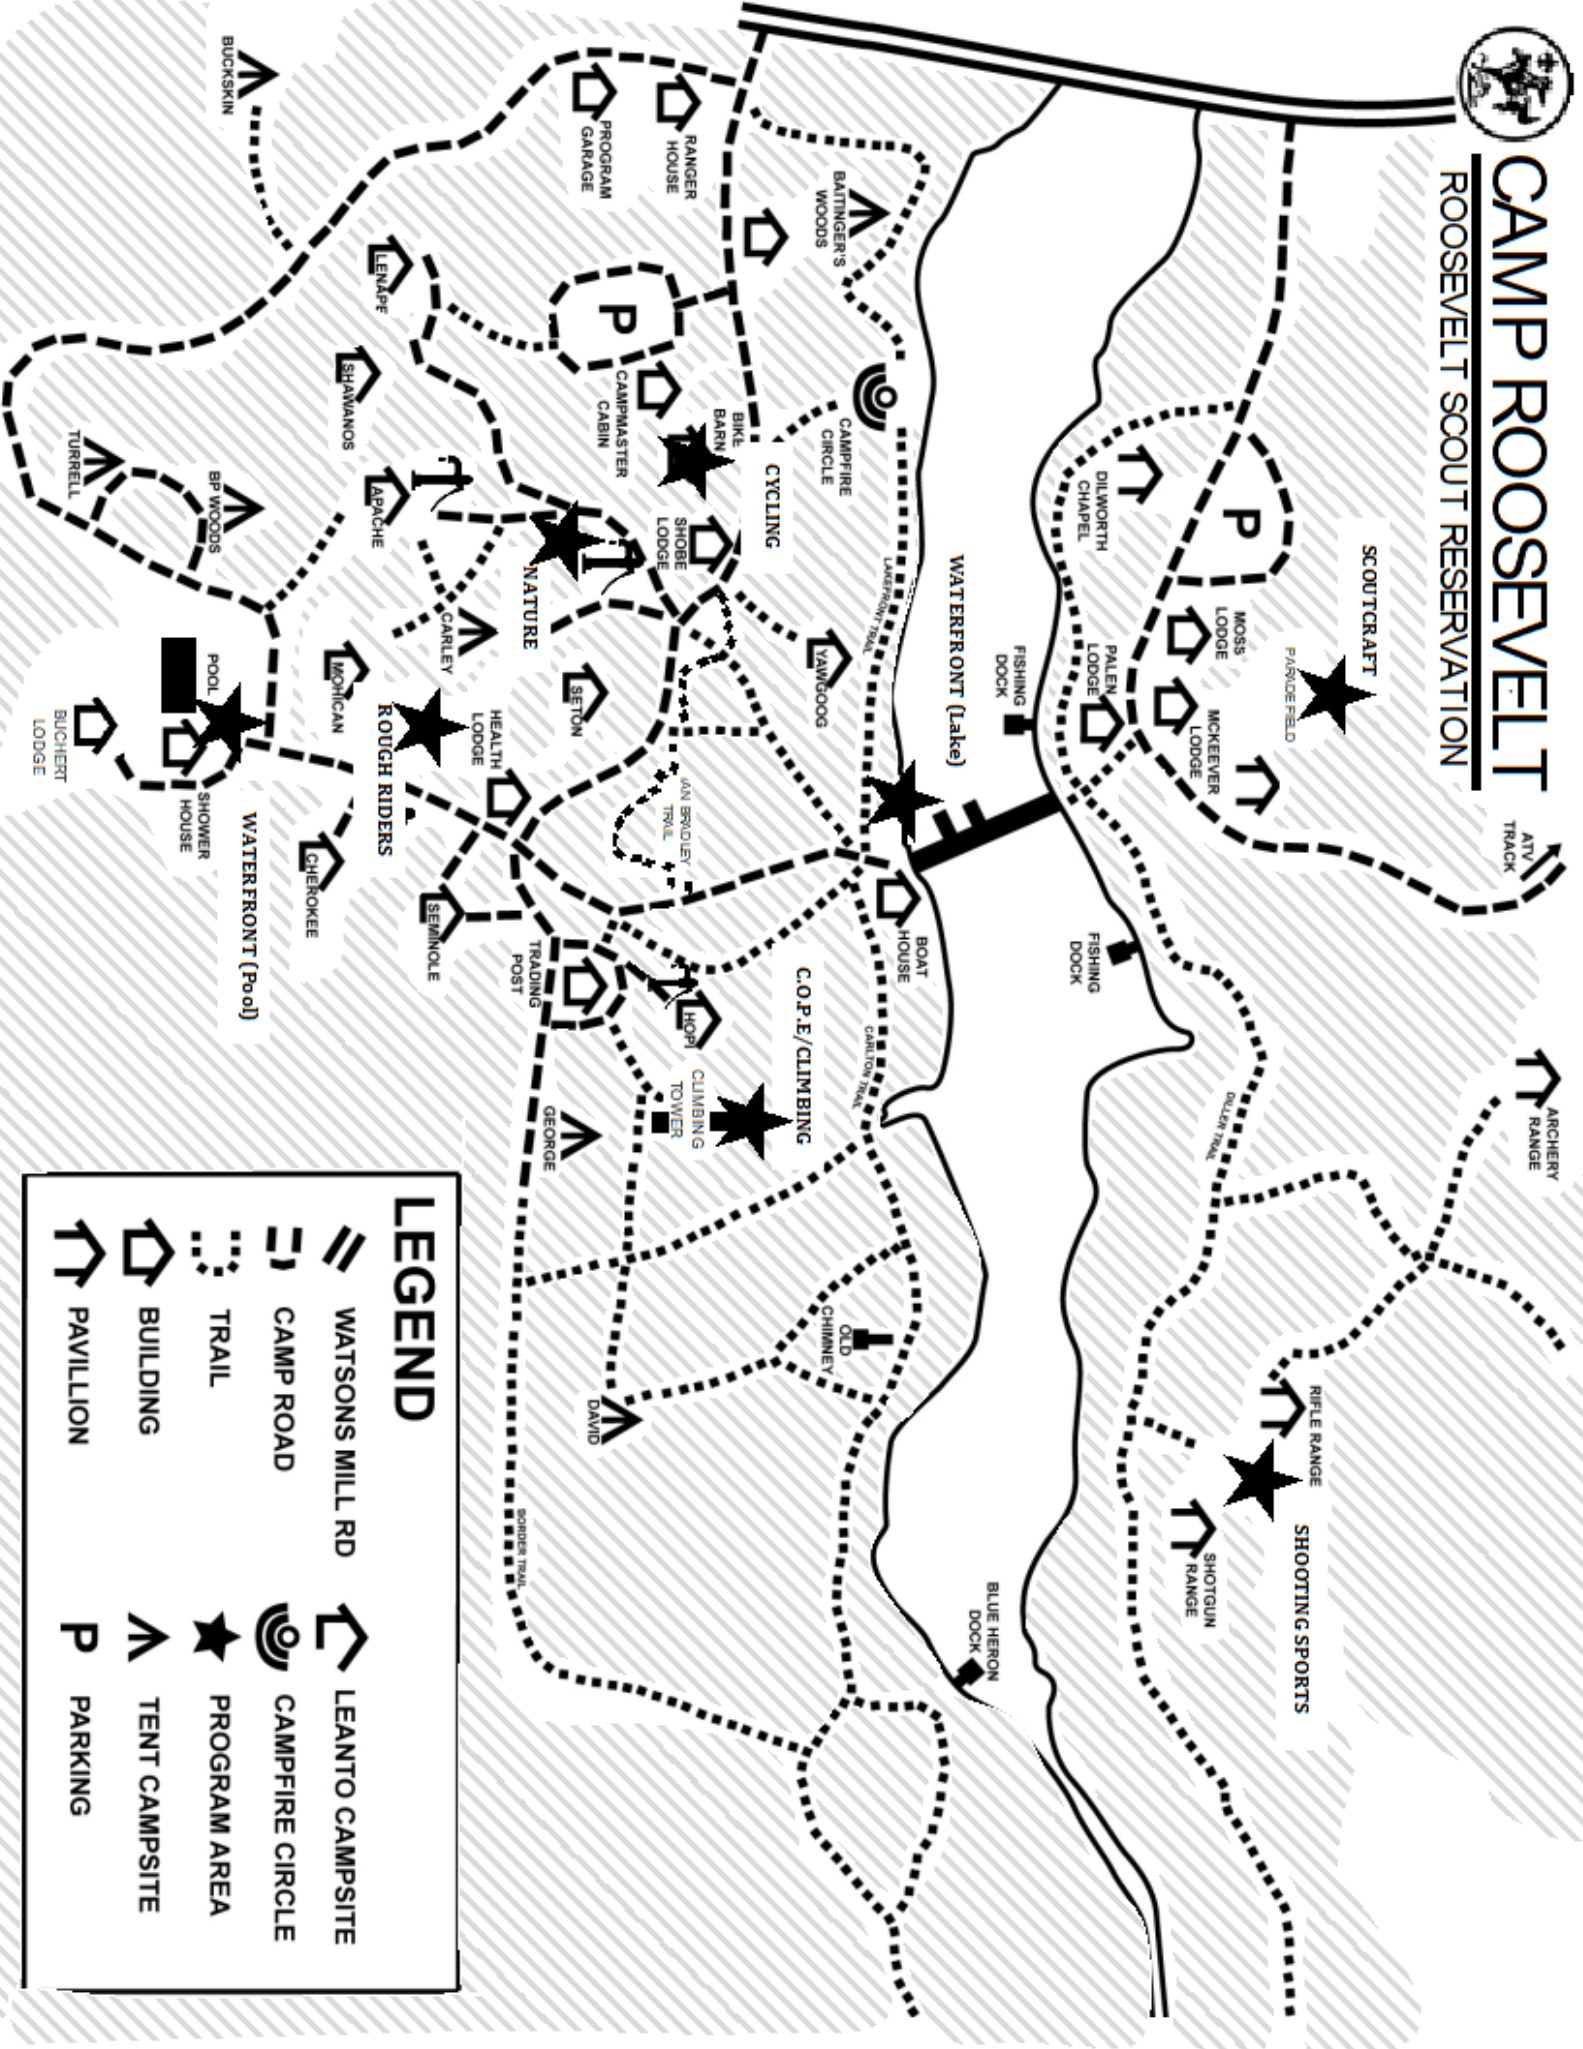 CAMP ROOSEVELT
ROOSEVELT SCOUT RESERVATION
ATV
TRACK
ARCHERY
RANGE
SCOUTCRAFT
PARADE FIELD
P
MOSS
LODGE
MCKEEVER
LODGE
PALEN
LODGE
DILWORTH
CHAPEL
RIFLE RANGE
SHOOTING SPORTS
SHOTGUN
RANGE
DILLER TRAIL
FISHING
DOCK
FISHING
DOCK
BLUE HERON
DOCK
WATERFRONT (Lake)
BOAT
HOUSE
LAKEFRONT TRAIL
CARLTON TRAIL
BAITINGER'S
WOODS
CAMPFIRE
CIRCLE
YAWGOOG
OLD
CHIMNEY
CYCLING
BIKE
BARN
C.O.P.E/CLIMBING
CLIMBING
TOWER
HOPI
RANGER
HOUSE
PROGRAM
GARAGE
P
CAMPMASTER
CABIN
SHOBE
LODGE
IAN BRADLEY
TRAIL
NATURE
SETON
TRADING
POST
GEORGE
DAVID
BORDER TRAIL
HEALTH
LODGE
CARLEY
SEMINOLE
LENAPE
SHAWANOS
APACHE
MOHICAN
ROUGH RIDERS
CHEROKEE
BUCKSKIN
BP WOODS
TURRELL
POOL
SHOWER
HOUSE
WATERFRONT (Pool)
BUCHERT
LODGE
LEGEND
WATSONS MILL RD
CAMP ROAD
TRAIL
BUILDING
PAVILLION
LEANTO CAMPSITE
CAMPFIRE CIRCLE
PROGRAM AREA
TENT CAMPSITE
P PARKING